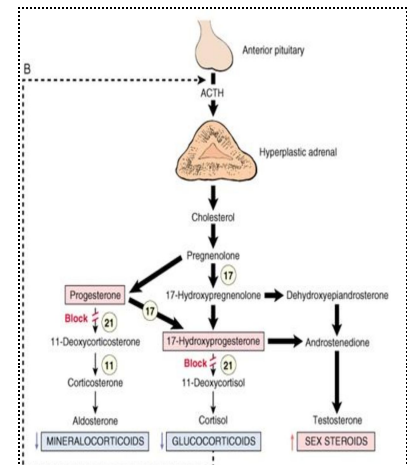 Anterior pituitary
B
ACTH
Hyperplastic adrenal
Cholesterol
Pregnenolone
17
Progesterone
17-Hydroxypregnenolone
Dehydroxyepiandrosterone
17
Block
21
11-Deoxycorticosterone
17-Hydroxyprogesterone
Androstenedione
Block
21
11
11-Deoxycortisol
Corticosterone
Aldosterone
Cortisol
Testosterone
↓ MINERALOCORTICOIDS
↓ GLUCOCORTICOIDS
↑ SEX STEROIDS